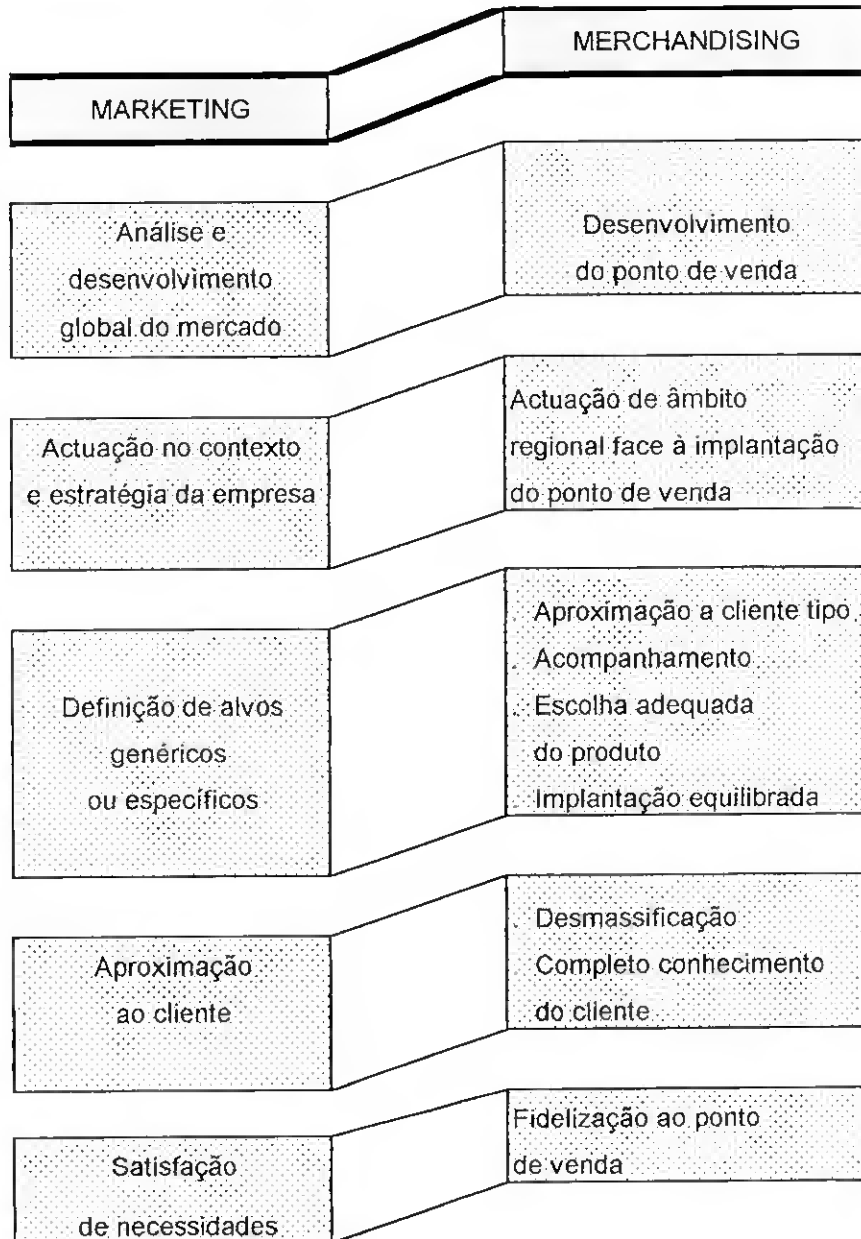 MARKETING
MERCHANDISING
Análise e
desenvolvimento
global do mercado
Desenvolvimento
do ponto de venda
Actuação no contexto
e estratégia da empresa
Actuação de âmbito
regional face à implantação
do ponto de venda
Definição de alvos
genéricos
ou específicos
Aproximação a cliente tipo
Acompanhamento
Escolha adequada
do produto
Implantação equilibrada
Aproximação
ao cliente
Desmassificação
Completo conhecimento
do cliente
Satisfação
de necessidades
Fidelização ao ponto
de venda